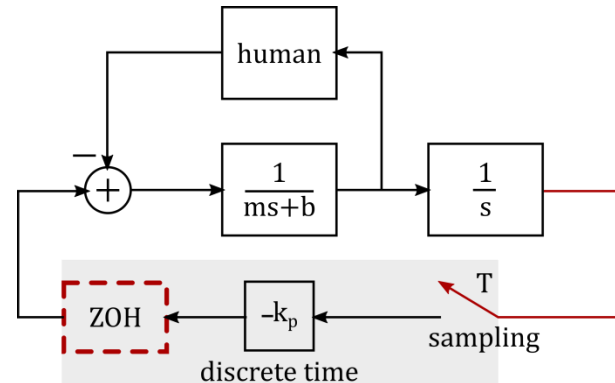 human
−
+
1
ms+b
1
s
T
ZOH
−kₚ
sampling
discrete time